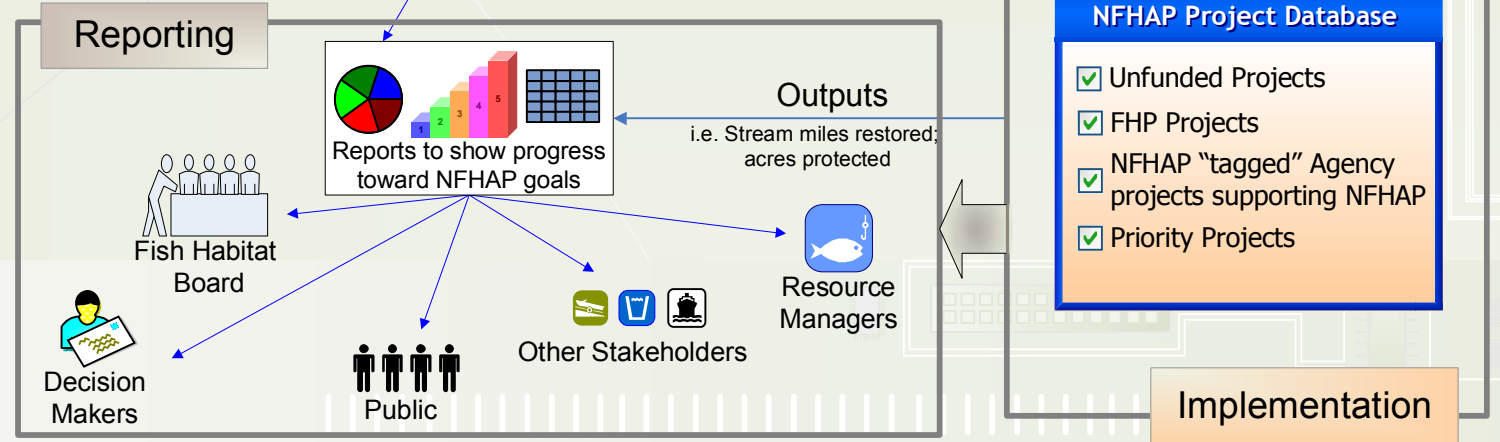 Reporting
1
2
3
4
5
Reports to show progress
toward NFHAP goals
Outputs
i.e. Stream miles restored;
acres protected
Fish Habitat
Board
Decision
Makers
Public
Other Stakeholders
Resource
Managers
NFHAP Project Database
Unfunded Projects
FHP Projects
NFHAP “tagged” Agency
projects supporting NFHAP
Priority Projects
Implementation